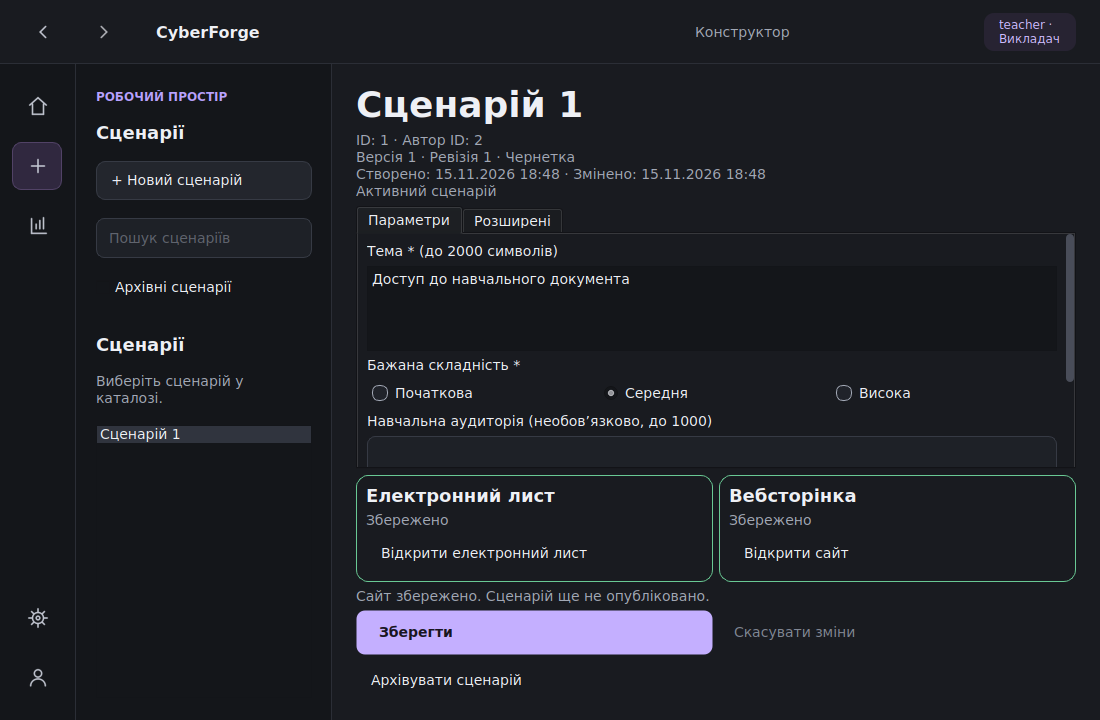 CyberForge
Конструктор
teacher ·
Викладач
РОБОЧИЙ ПРОСТІР
Сценарії
+ Новий сценарій
Пошук сценаріїв
Архівні сценарії
Сценарії
Виберіть сценарій у
каталозі.
Сценарій 1
Сценарій 1
ID: 1 · Автор ID: 2
Версія 1 · Ревізія 1 · Чернетка
Створено: 15.11.2026 18:48 · Змінено: 15.11.2026 18:48
Активний сценарій
Параметри
Розширені
Тема * (до 2000 символів)
Доступ до навчального документа
Бажана складність *
Початкова
Середня
Висока
Навчальна аудиторія (необов’язково, до 1000)
Електронний лист
Збережено
Відкрити електронний лист
Вебсторінка
Збережено
Відкрити сайт
Сайт збережено. Сценарій ще не опубліковано.
Зберегти
Скасувати зміни
Архівувати сценарій